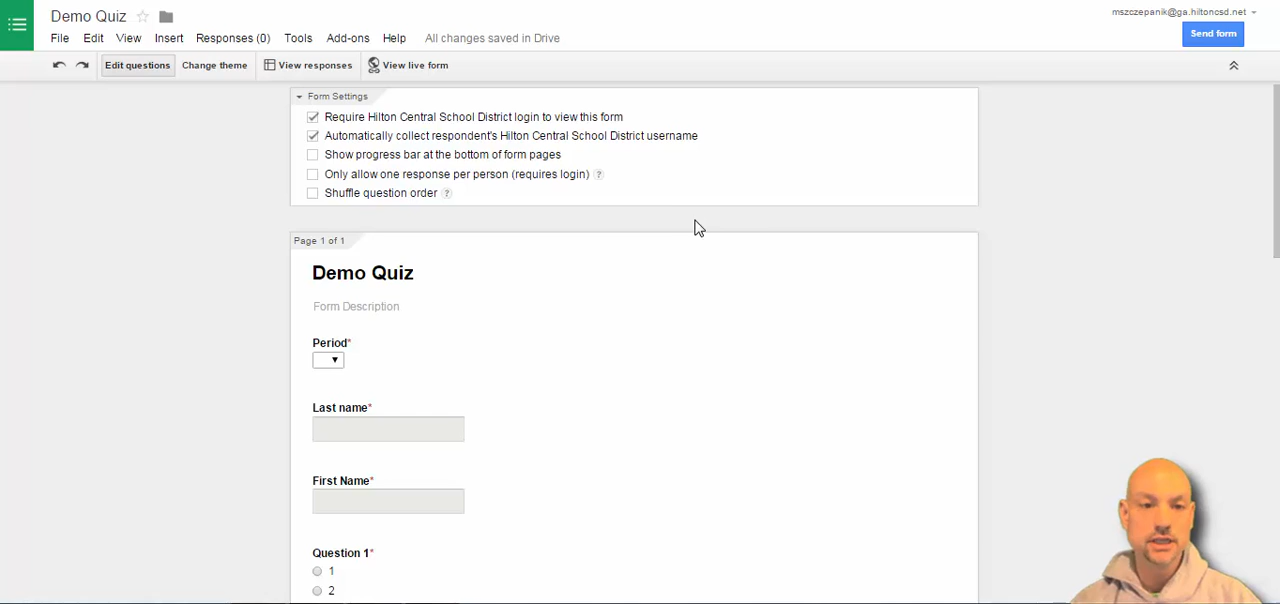 Demo Quiz
mszczepanik@ga.hiltoncsd.net
File Edit View Insert Responses (0) Tools Add-ons Help All changes saved in Drive
Send form
Edit questions Change theme View responses View live form
Form Settings
Require Hilton Central School District login to view this form
Automatically collect respondent's Hilton Central School District username
Show progress bar at the bottom of form pages
Only allow one response per person (requires login) ?
Shuffle question order ?
Page 1 of 1
Demo Quiz
Form Description
Period*
Last name*
First Name*
Question 1*
1
2